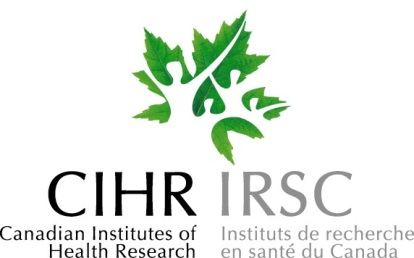 CIHR IRSC
Canadian Institutes of Health Research
Instituts de recherche en santé du Canada